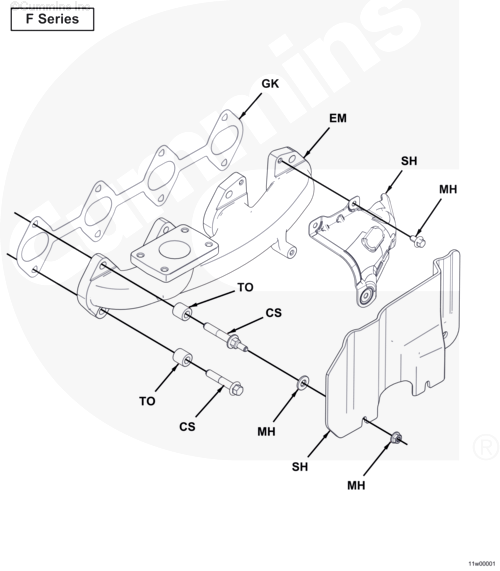 ©Cummins Inc.
F Series
cummins
GK
EM
SH
MH
TO
CS
TO
CS
MH
SH
MH
®
11w00001